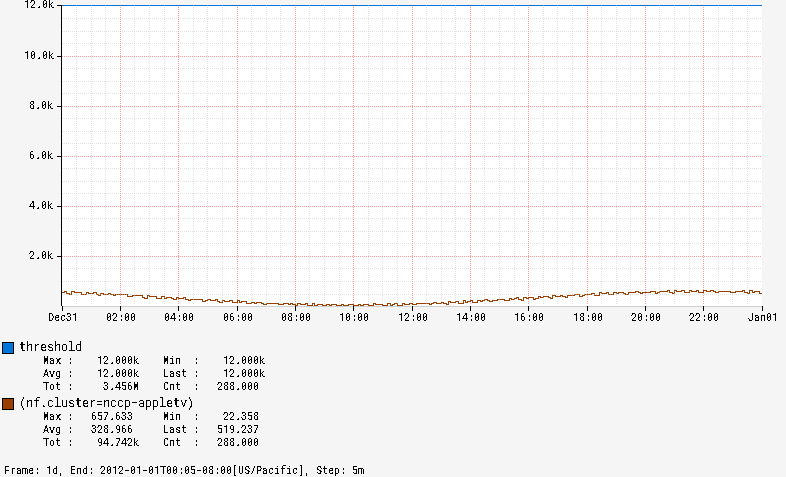 12.0k
10.0k
8.0k
6.0k
4.0k
2.0k
Dec31 02:00 04:00 06:00 08:00 10:00 12:00 14:00 16:00 18:00 20:00 22:00 Jan01
threshold
Max : 12.000k Min : 12.000k
Avg : 12.000k Last : 12.000k
Tot : 3.456M Cnt : 288.000
(nf.cluster=nccp-appletv)
Max : 657.633 Min : 22.358
Avg : 328.966 Last : 519.237
Tot : 94.742k Cnt : 288.000
Frame: 1d, End: 2012-01-01T00:05-08:00[US/Pacific], Step: 5m